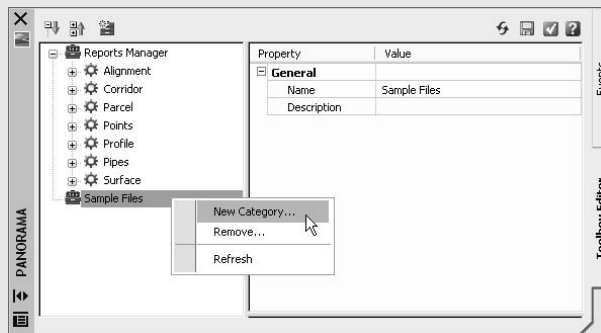 Reports Manager
Alignment
Corridor
Parcel
Points
Profile
Pipes
Surface
Sample Files
Property Value
General
Name Sample Files
Description
New Category...
Remove...
Refresh
PANORAMA
Events
Toolbox Editor